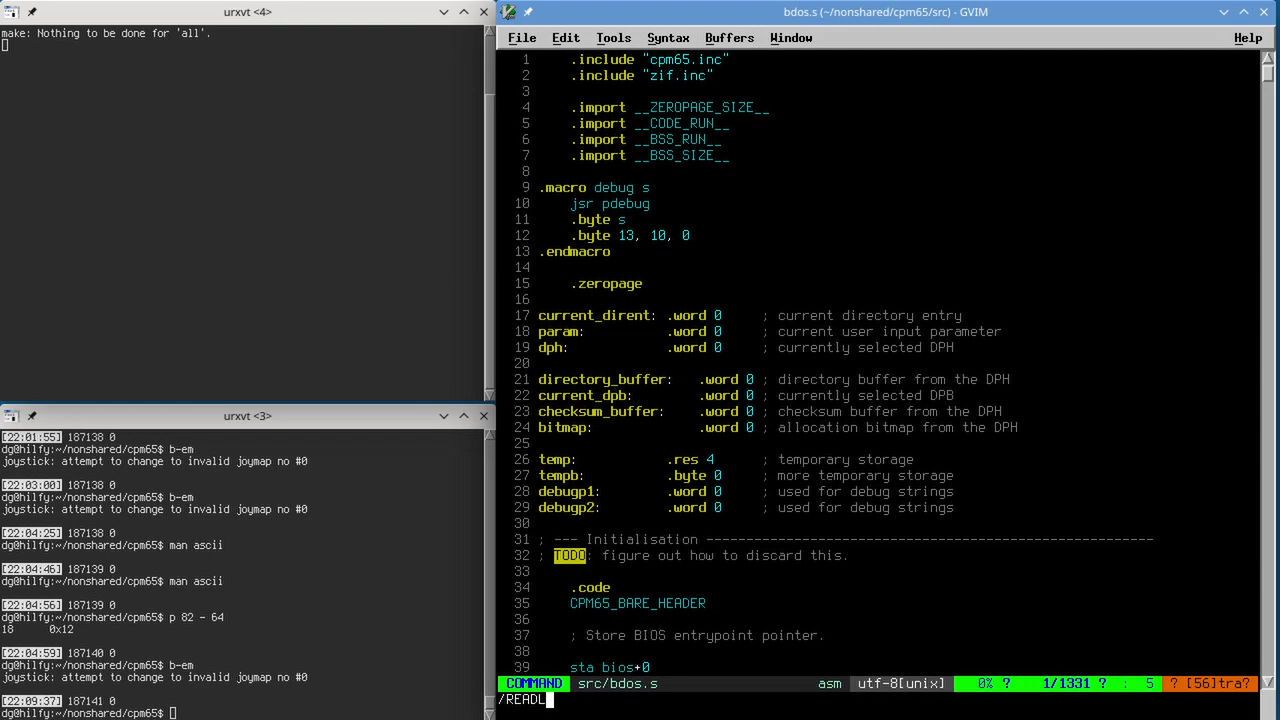 urxvt <4>
make: Nothing to be done for 'all'.
urxvt <3>
[22:01:55] 187138 0
dg@hilfy:~/nonshared/cpm65$ b-em
joystick: attempt to change to invalid joymap no #0
[22:03:00] 187138 0
dg@hilfy:~/nonshared/cpm65$ b-em
joystick: attempt to change to invalid joymap no #0
[22:04:25] 187138 0
dg@hilfy:~/nonshared/cpm65$ man ascii
[22:04:46] 187139 0
dg@hilfy:~/nonshared/cpm65$ man ascii
[22:04:56] 187139 0
dg@hilfy:~/nonshared/cpm65$ p 82 - 64
18      0x12
[22:04:59] 187140 0
dg@hilfy:~/nonshared/cpm65$ b-em
joystick: attempt to change to invalid joymap no #0
[22:09:37] 187141 0
dg@hilfy:~/nonshared/cpm65$
bdos.s (~/nonshared/cpm65/src) - GVIM
File Edit Tools Syntax Buffers Window Help
1     .include "cpm65.inc"
2     .include "zif.inc"
3
4     .import __ZEROPAGE_SIZE__
5     .import __CODE_RUN__
6     .import __BSS_RUN__
7     .import __BSS_SIZE__
8
9 .macro debug s
10     jsr pdebug
11     .byte s
12     .byte 13, 10, 0
13 .endmacro
14
15     .zeropage
16
17 current_dirent: .word 0     ; current directory entry
18 param:          .word 0     ; current user input parameter
19 dph:            .word 0     ; currently selected DPH
20
21 directory_buffer:   .word 0 ; directory buffer from the DPH
22 current_dpb:        .word 0 ; currently selected DPB
23 checksum_buffer:    .word 0 ; checksum buffer from the DPH
24 bitmap:             .word 0 ; allocation bitmap from the DPH
25
26 temp:           .res 4      ; temporary storage
27 tempb:          .byte 0     ; more temporary storage
28 debugp1:        .word 0     ; used for debug strings
29 debugp2:        .word 0     ; used for debug strings
30
31 ; --- Initialisation --------------------------------------------------------
32 ; TODO: figure out how to discard this.
33
34     .code
35     CPM65_BARE_HEADER
36
37     ; Store BIOS entrypoint pointer.
38
39     sta bios+0
COMMAND src/bdos.s asm utf-8[unix] 0% ? 1/1331 ? : 5 ? [56]tra?
/READL